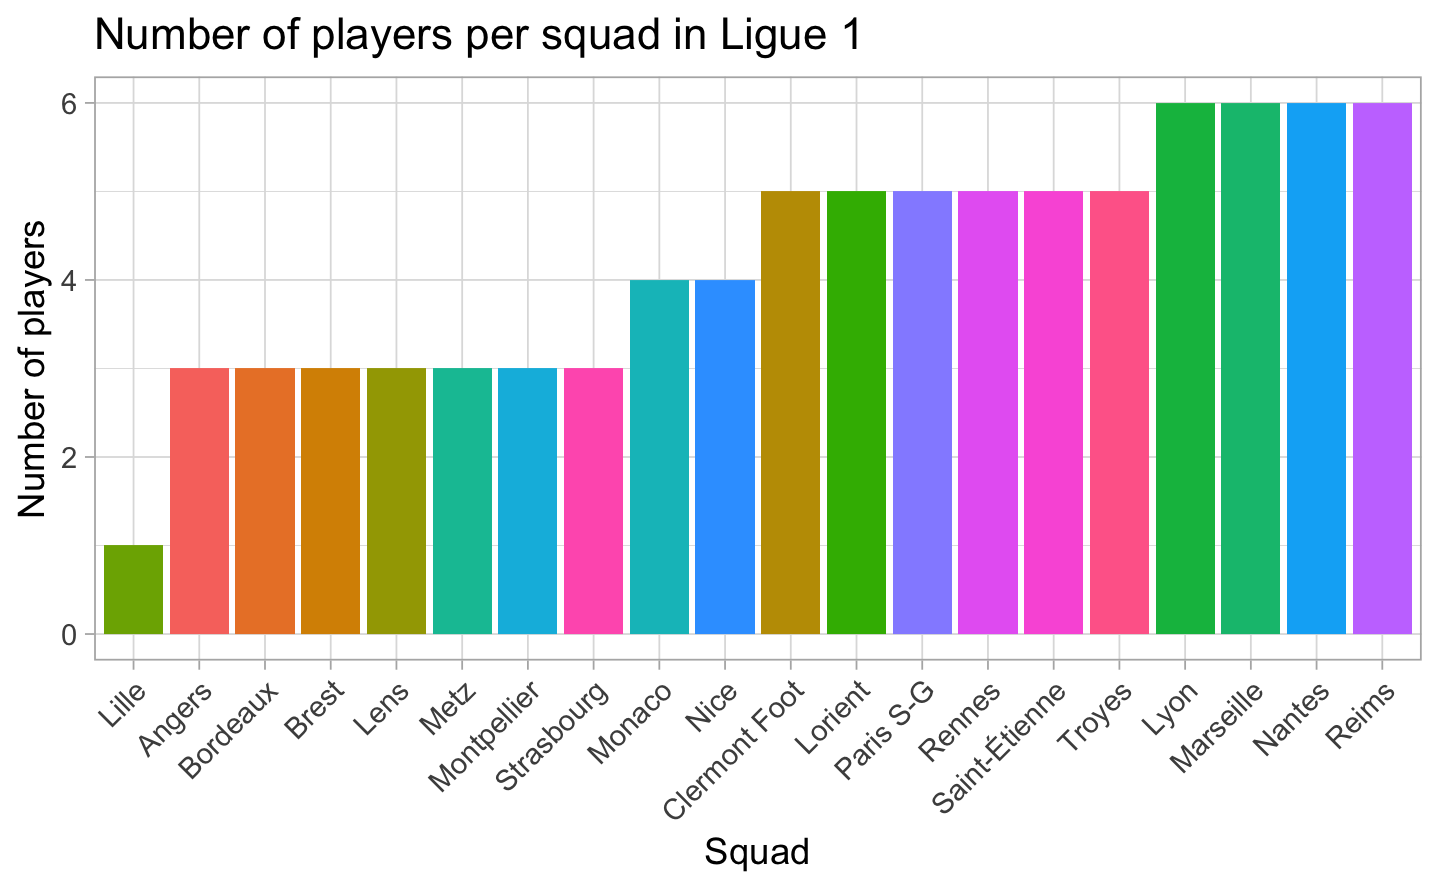 Number of players per squad in Ligue 1
Number of players
6
4
2
0
Lille
Angers
Bordeaux
Brest
Lens
Metz
Montpellier
Strasbourg
Monaco
Nice
Clermont Foot
Lorient
Paris S-G
Rennes
Saint-Étienne
Troyes
Lyon
Marseille
Nantes
Reims
Squad